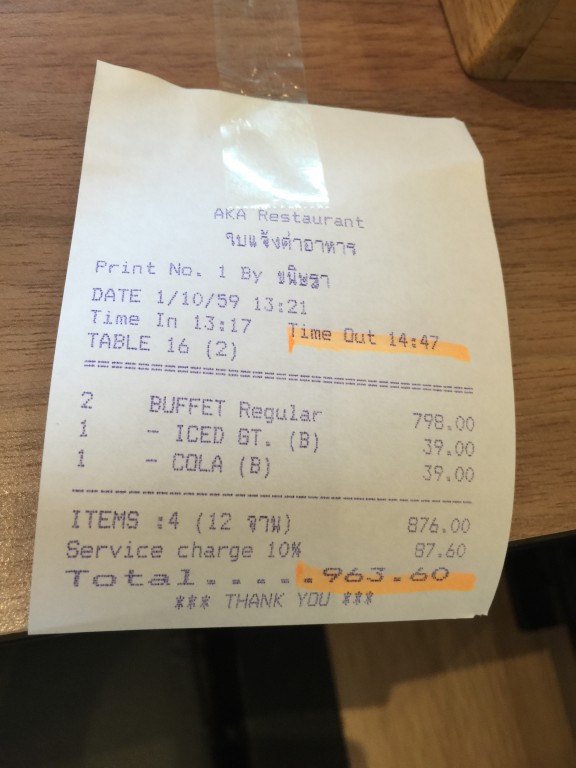 AKA Restaurant
ใบแจ้งค่าอาหาร
Print No. 1 By ขนิษฐา
DATE 1/10/59 13:21
Time In 13:17 Time Out 14:47
TABLE 16 (2)
==========================================
2 BUFFET Regular 798.00
1 - ICED GT. (B) 39.00
1 - COLA (B) 39.00
------------------------------------------
ITEMS :4 (12 จาน) 876.00
Service charge 10% 87.60
Total......963.60
*** THANK YOU ***